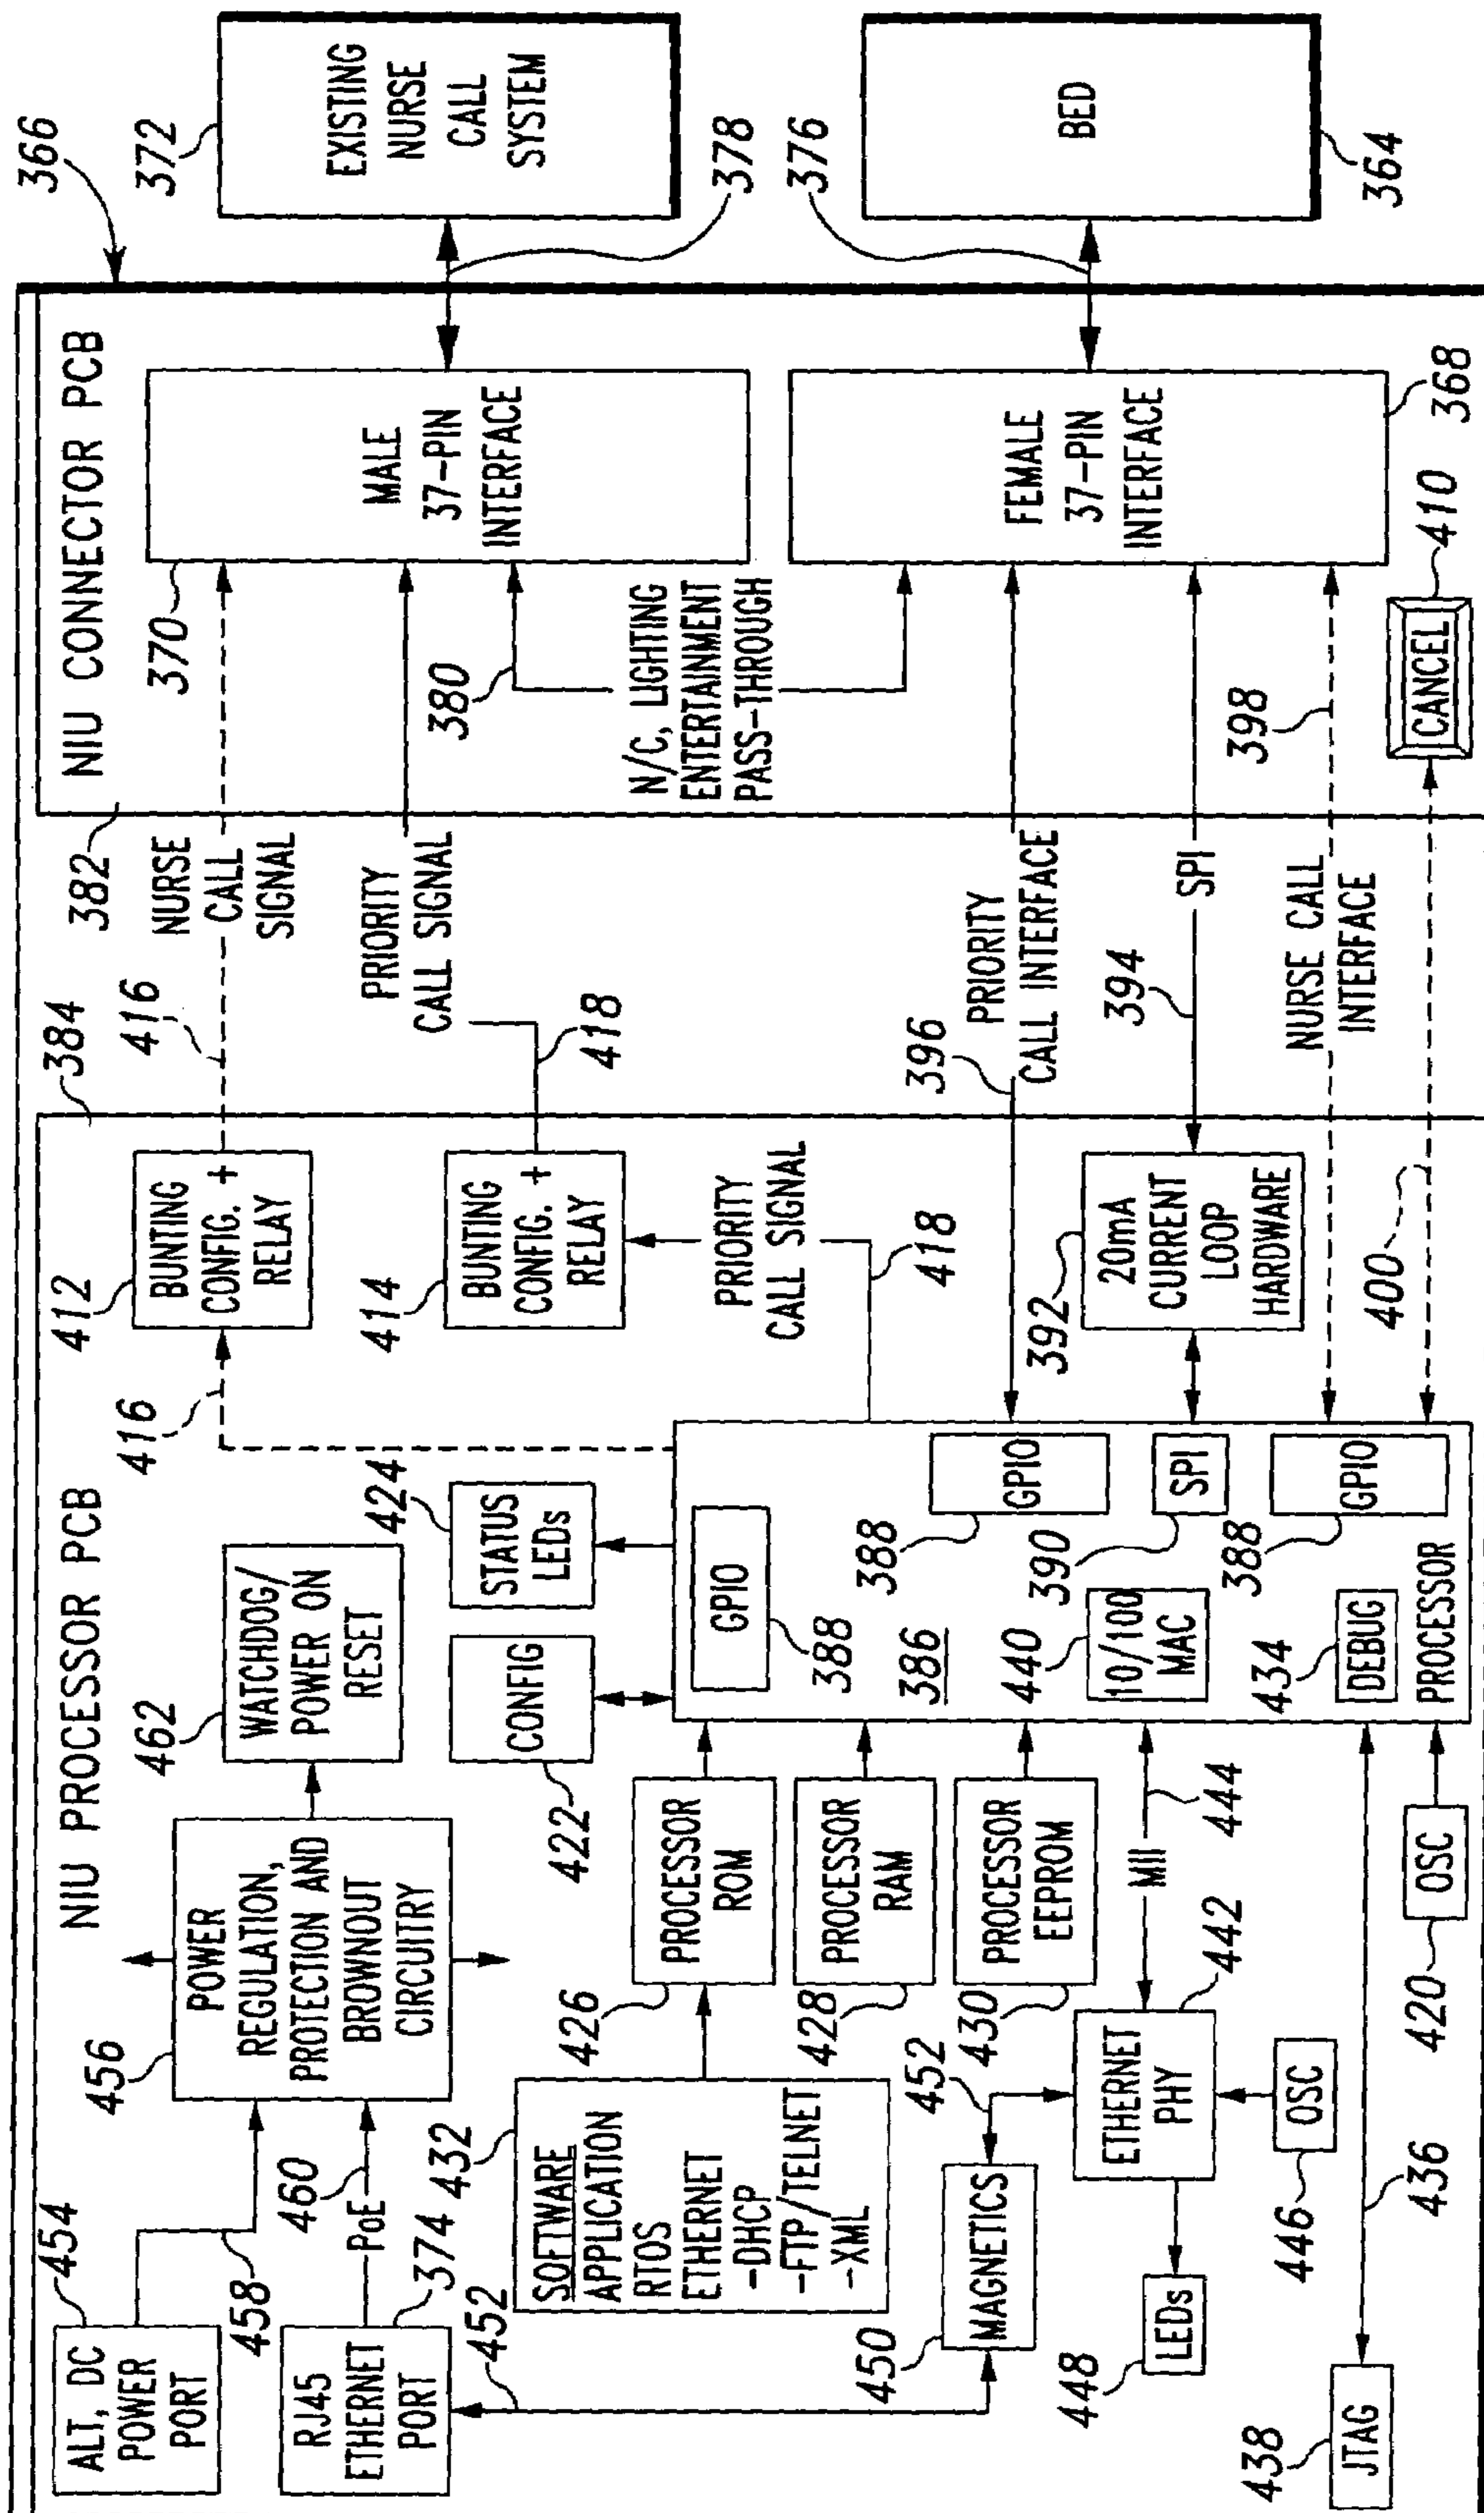 NIU PROCESSOR PCB
NIU CONNECTOR PCB
366
454
ALT, DC
POWER
PORT
458
RJ45
ETHERNET
PORT
374
PoE
460
452
456
POWER
REGULATION,
PROTECTION AND
BROWNOUT
CIRCUITRY
462
WATCHDOG/
POWER ON
RESET
432
SOFTWARE
APPLICATION
RTOS
ETHERNET
-DHCP
-FTP/TELNET
-XML
422
CONFIG
424
STATUS
LEDs
426
PROCESSOR
ROM
428
PROCESSOR
RAM
430
PROCESSOR
EEPROM
450
MAGNETICS
452
ETHERNET
PHY
442
MII
444
448
LEDs
446
OSC
438
JTAG
436
420
OSC
GPIO
388
386
388
GPIO
440
10/100
MAC
390
SPI
434
DEBUG
388
GPIO
PROCESSOR
416
412
BUNTING
CONFIG. +
RELAY
414
BUNTING
CONFIG. +
RELAY
PRIORITY
CALL SIGNAL
418
392
20mA
CURRENT
LOOP
HARDWARE
400
384
416
NURSE
CALL
SIGNAL
PRIORITY
CALL SIGNAL
418
396
PRIORITY
CALL INTERFACE
394
SPI
NURSE CALL
INTERFACE
382
370
MALE
37-PIN
INTERFACE
380
N/C, LIGHTING
ENTERTAINMENT
PASS-THROUGH
FEMALE
37-PIN
INTERFACE
368
398
CANCEL
410
372
EXISTING
NURSE
CALL
SYSTEM
378
376
BED
364